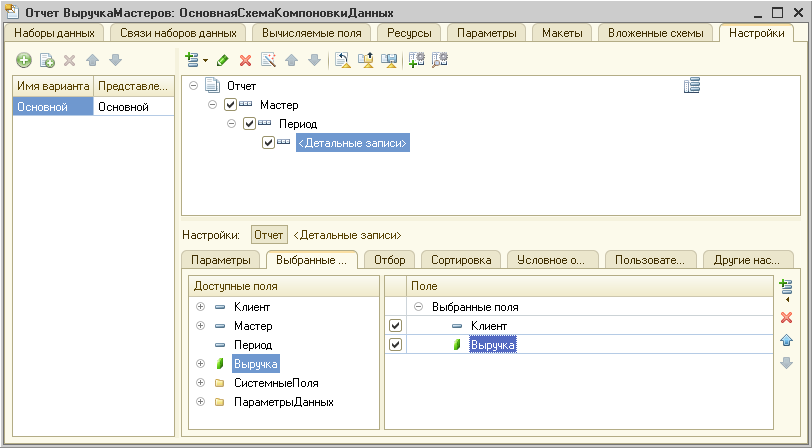 Отчет ВыручкаМастеров: ОсновнаяСхемаКомпоновкиДанных
Наборы данных Связи наборов данных Вычисляемые поля Ресурсы Параметры Макеты Вложенные схемы Настройки
Имя варианта Представле...
Основной Основной
Отчет
Мастер
Период
<Детальные записи>
Настройки: Отчет <Детальные записи>
Параметры Выбранные ... Отбор Сортировка Условное о... Пользовате... Другие нас...
Доступные поля
Клиент
Мастер
Период
Выручка
СистемныеПоля
ПараметрыДанных
Поле
Выбранные поля
Клиент
Выручка